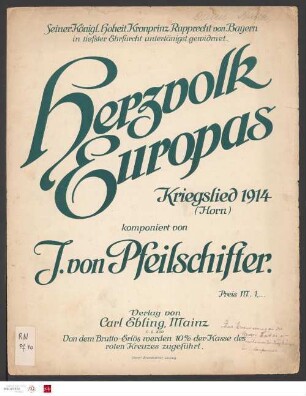 Seiner Königl. Hoheit Kronprinz Rupprecht von Bayern
in tiefster Ehrfurcht untertänigst gewidmet.
Herzvolk
Europas
Kriegslied 1914
(Horn)
komponiert von
J. von Pfeilschifter.
Preis M. 1,_
Verlag von
Carl Ebling, Mainz
Von dem Brutto-Erlös werden 10% der Kasse des
roten Kreuzes zugeführt.